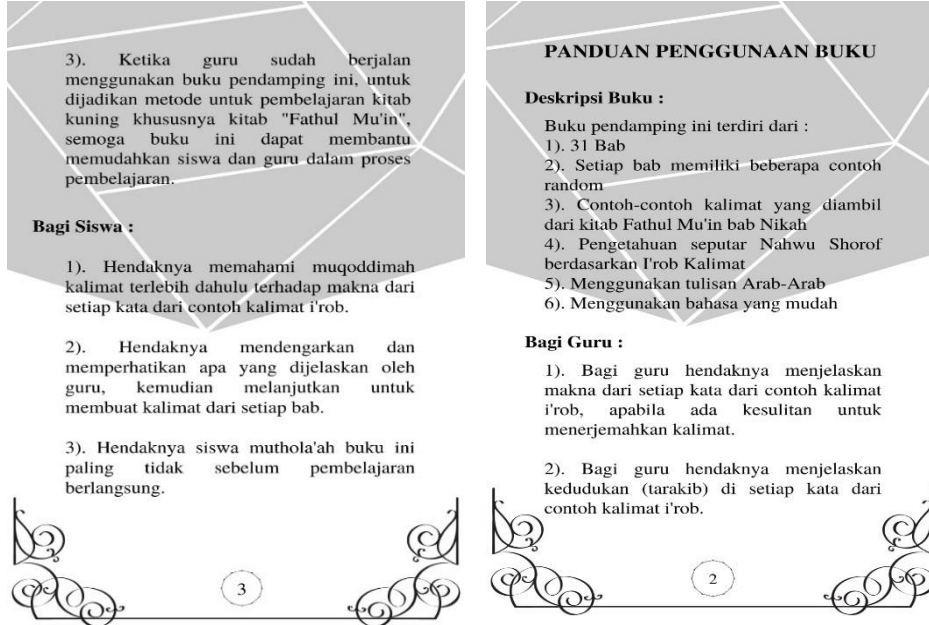 PANDUAN PENGGUNAAN BUKU
Deskripsi Buku :
Buku pendamping ini terdiri dari :
1). 31 Bab
2). Setiap bab memiliki beberapa contoh
random
3). Contoh-contoh kalimat yang diambil
dari kitab Fathul Mu'in bab Nikah
4). Pengetahuan seputar Nahwu Shorof
berdasarkan I'rob Kalimat
5). Menggunakan tulisan Arab-Arab
6). Menggunakan bahasa yang mudah
Bagi Guru :
1). Bagi guru hendaknya menjelaskan
makna dari setiap kata dari contoh kalimat
i'rob, apabila ada kesulitan untuk
menerjemahkan kalimat.
2). Bagi guru hendaknya menjelaskan
kedudukan (tarakib) di setiap kata dari
contoh kalimat i'rob.
2
3). Ketika guru sudah berjalan
menggunakan buku pendamping ini, untuk
dijadikan metode untuk pembelajaran kitab
kuning khususnya kitab "Fathul Mu'in",
semoga buku ini dapat membantu
memudahkan siswa dan guru dalam proses
pembelajaran.
Bagi Siswa :
1). Hendaknya memahami muqoddimah
kalimat terlebih dahulu terhadap makna dari
setiap kata dari contoh kalimat i'rob.
2). Hendaknya mendengarkan dan
memperhatikan apa yang dijelaskan oleh
guru, kemudian melanjutkan untuk
membuat kalimat dari setiap bab.
3). Hendaknya siswa muthola'ah buku ini
paling tidak sebelum pembelajaran
berlangsung.
3